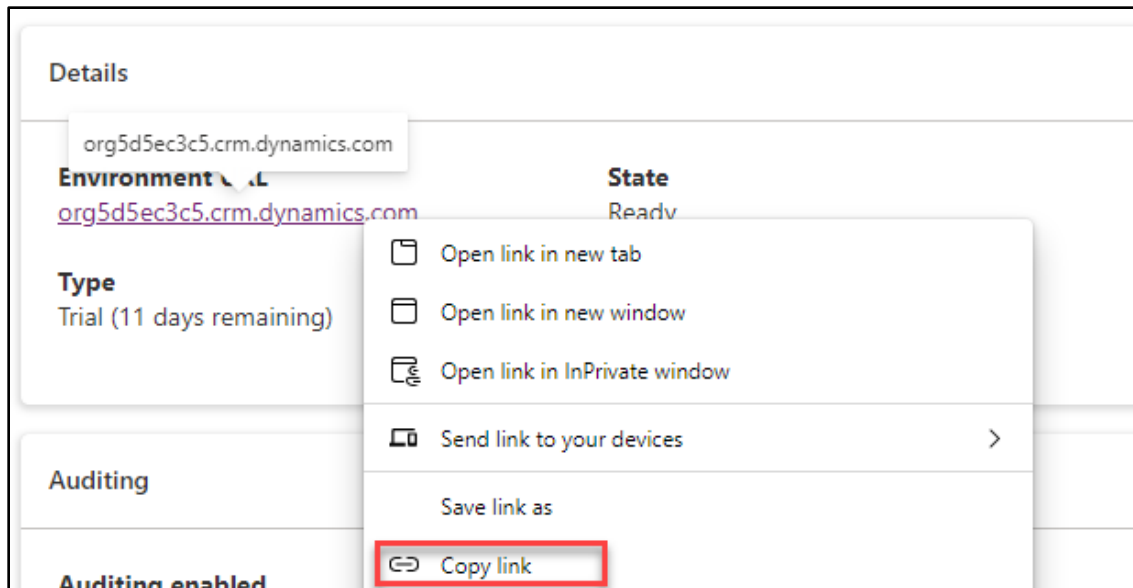 Details
org5d5ec3c5.crm.dynamics.com
Environment
State
org5d5ec3c5.crm.dynamics.com
Ready
Open link in new tab
Type
Trial (11 days remaining)
Open link in new window
Open link in InPrivate window
Send link to your devices
Auditing
Save link as
Copy link
Auditing enabled